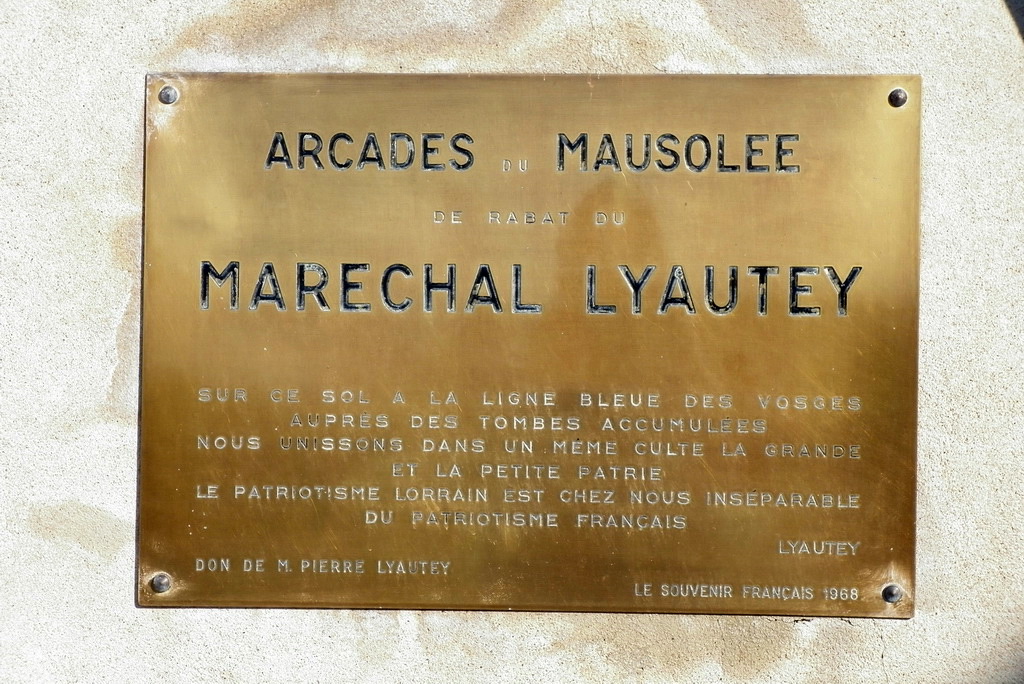 ARCADES DU MAUSOLEE
DE RABAT DU
MARECHAL LYAUTEY
SUR CE SOL A LA LIGNE BLEUE DES VOSGES
AUPRÈS DES TOMBES ACCUMULÉES
NOUS UNISSONS DANS UN MÊME CULTE LA GRANDE
ET LA PETITE PATRIE
LE PATRIOTISME LORRAIN EST CHEZ NOUS INSÉPARABLE
DU PATRIOTISME FRANÇAIS
LYAUTEY
DON DE M. PIERRE LYAUTEY
LE SOUVENIR FRANÇAIS 1968